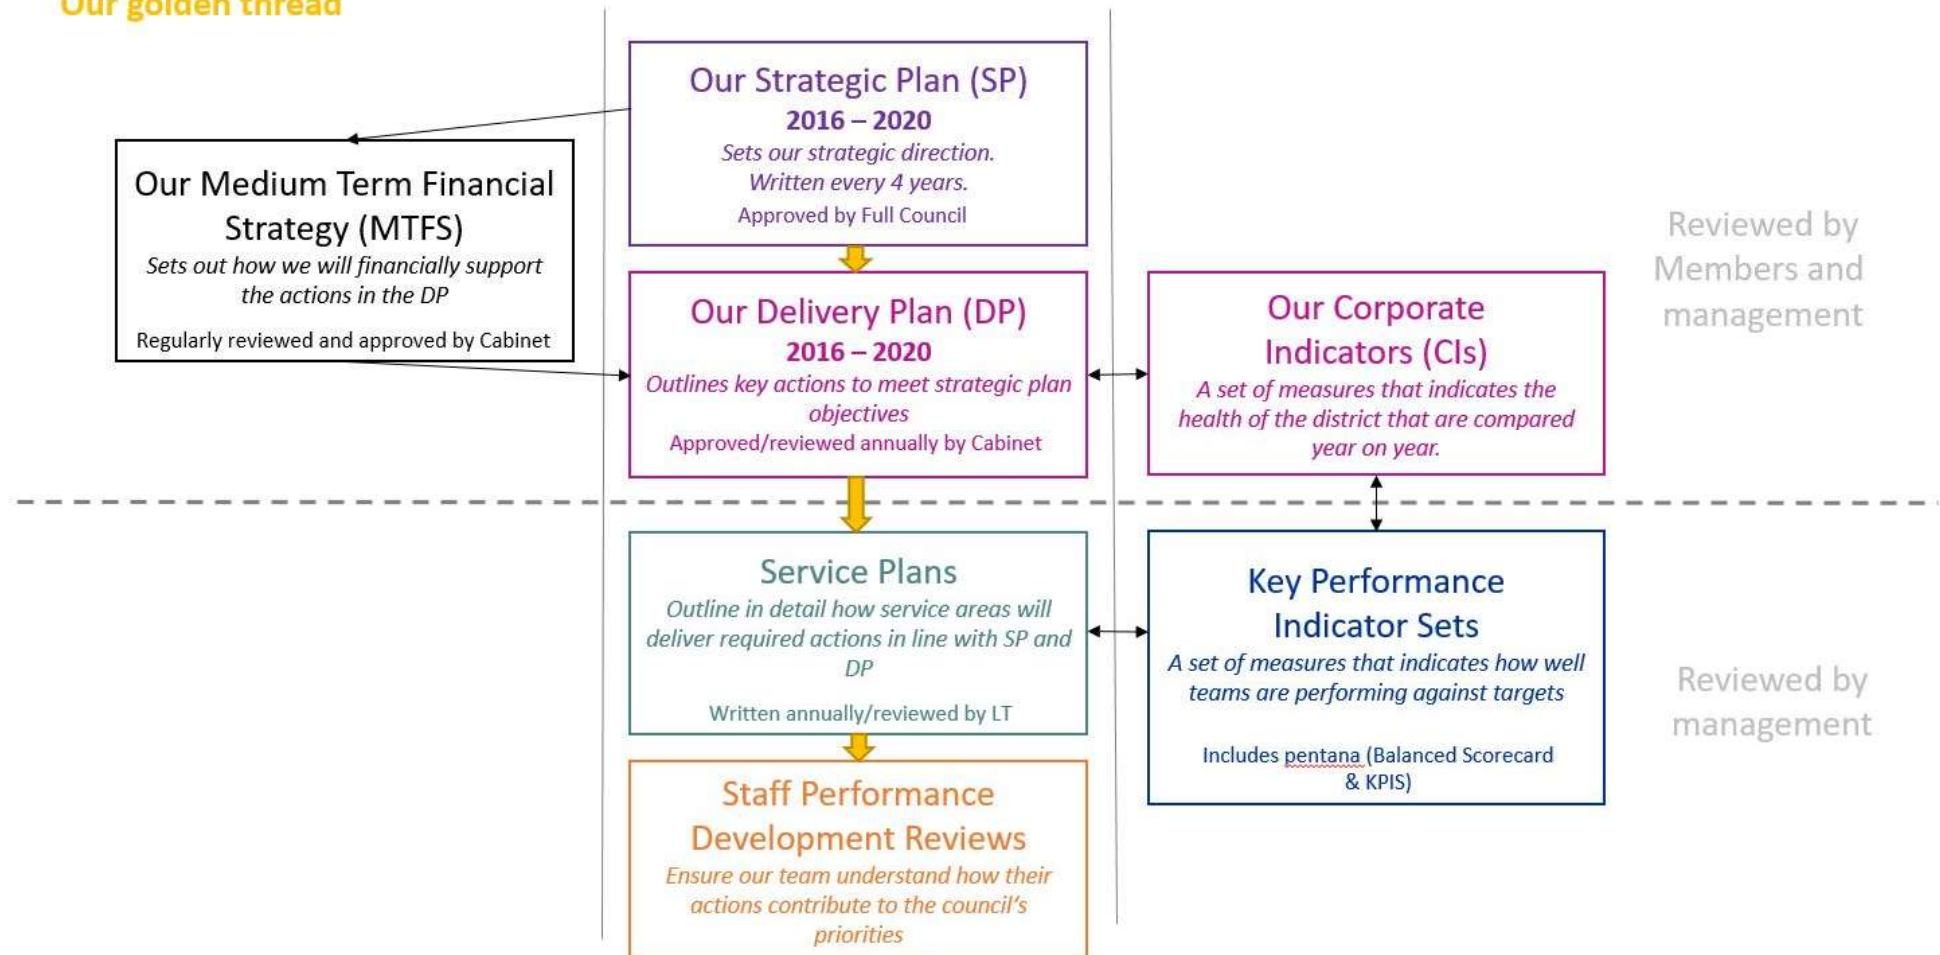 Our golden thread
Our Strategic Plan (SP)
2016 – 2020
Sets our strategic direction.
Written every 4 years.
Approved by Full Council
Our Medium Term Financial
Strategy (MTFS)
Sets out how we will financially support
the actions in the DP
Regularly reviewed and approved by Cabinet
Our Delivery Plan (DP)
2016 – 2020
Outlines key actions to meet strategic plan
objectives
Approved/reviewed annually by Cabinet
Our Corporate
Indicators (CIs)
A set of measures that indicates the
health of the district that are compared
year on year.
Reviewed by
Members and
management
Service Plans
Outline in detail how service areas will
deliver required actions in line with SP and
DP
Written annually/reviewed by LT
Key Performance
Indicator Sets
A set of measures that indicates how well
teams are performing against targets
Includes pentana (Balanced Scorecard
& KPIS)
Reviewed by
management
Staff Performance
Development Reviews
Ensure our team understand how their
actions contribute to the council's
priorities